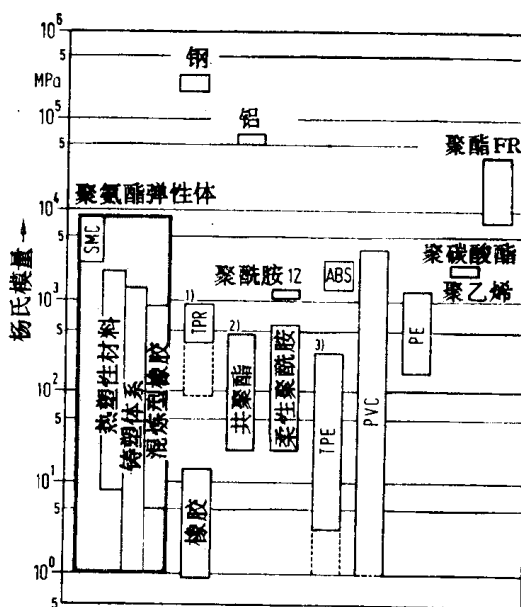 10⁶
5
MPa
10⁵
5
10⁴
5
10³
5
10²
5
10¹
5
10⁰
5
杨氏模量→
钢
铝
聚酯FR
聚氨酯弹性体
SMC
热塑性材料
铸塑体系
混炼型橡胶
1)
TPR
橡胶
2)
共聚酯
聚酰胺12
柔性聚酰胺
3)
TPE
ABS
PVC
PE
聚碳酸酯
聚乙烯